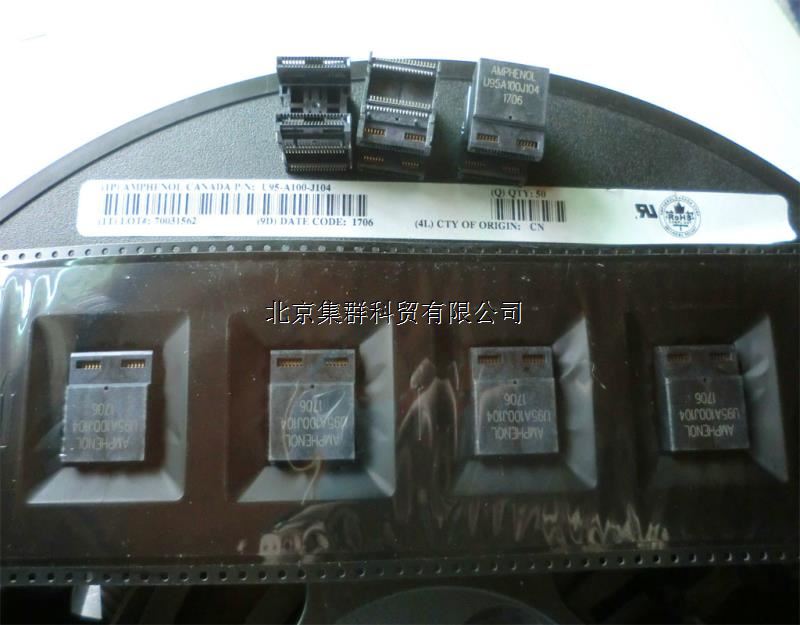 AMPHENOL
U95A100J104
1706
(1P) AMPHENOL CANADA P/N: U95-A100-J104
(Q) QTY: 50
(1T) LOT#: 70031562
(9D) DATE CODE: 1706
(4L) CTY OF ORIGIN: CN
RoHS
北京集群科贸有限公司
AMPHENOL
U95A100J104
1706
AMPHENOL
U95A100J104
1706
AMPHENOL
U95A100J104
1706
AMPHENOL
U95A100J104
1706